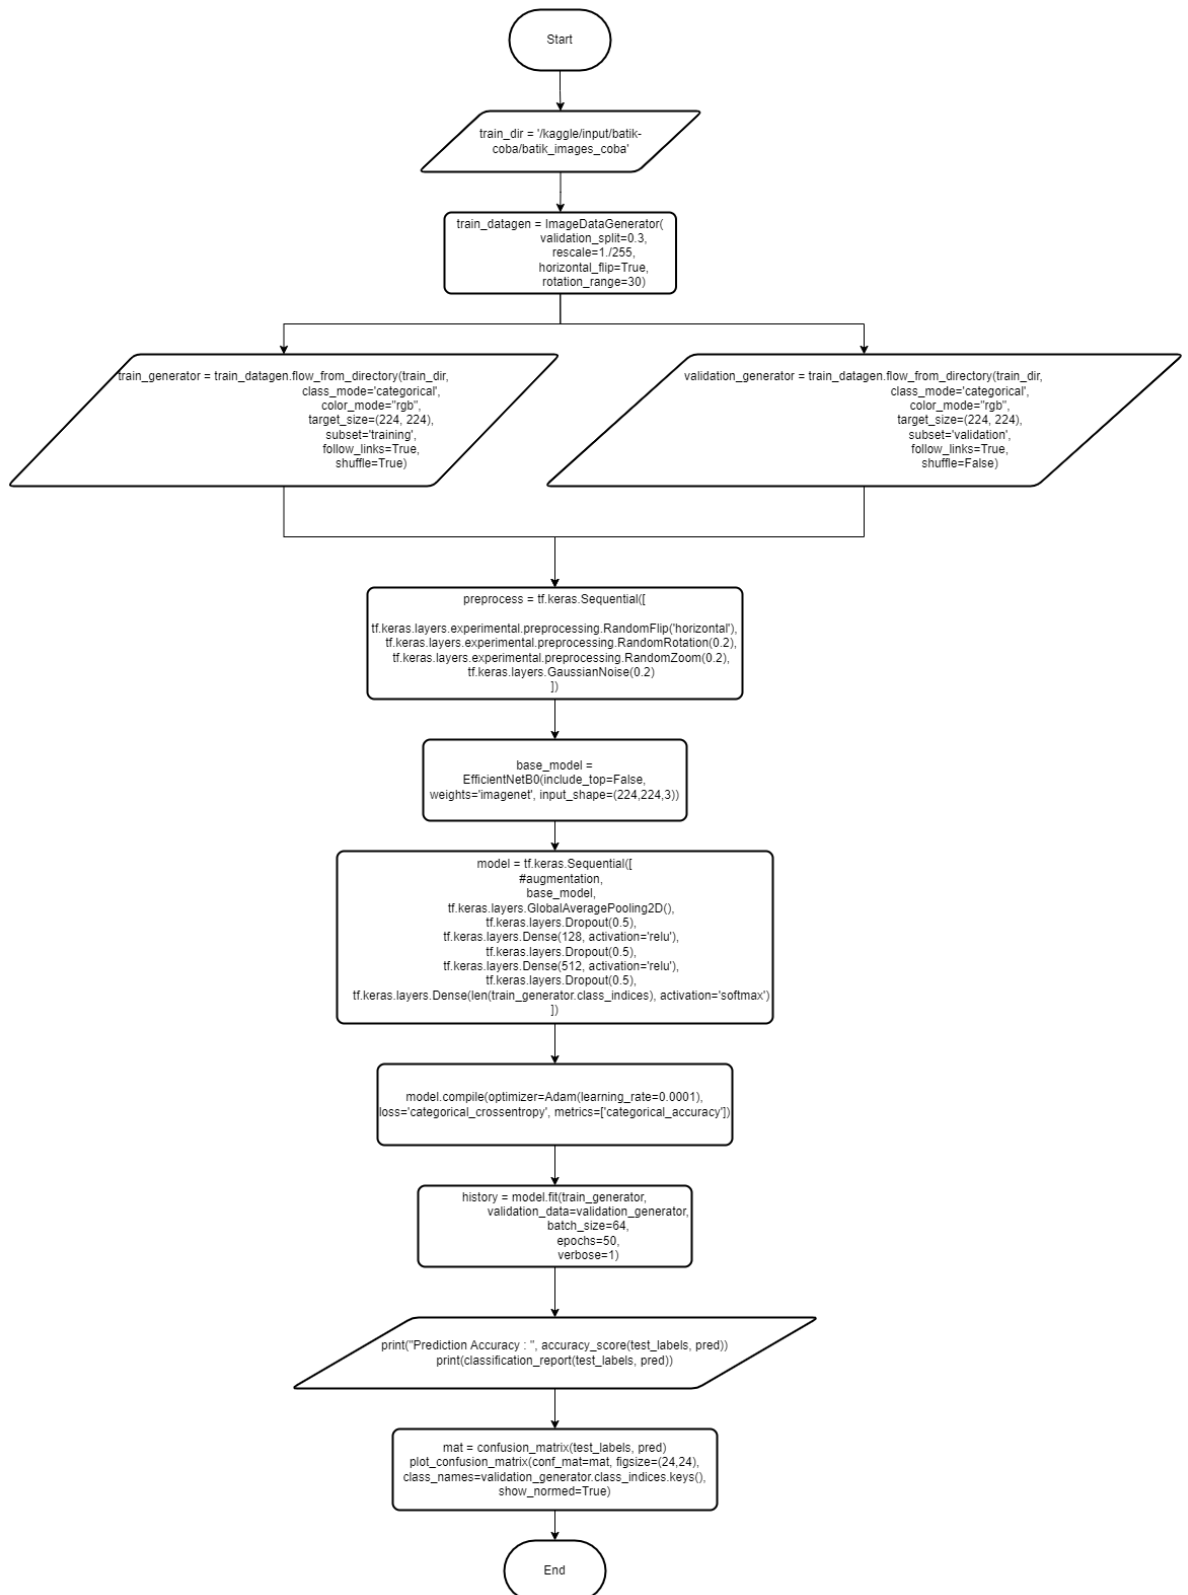 Start
train_dir = '/kaggle/input/batik-
coba/batik_images_coba'
train_datagen = ImageDataGenerator(
validation_split=0.3,
rescale=1./255,
horizontal_flip=True,
rotation_range=30)
train_generator = train_datagen.flow_from_directory(train_dir,
class_mode='categorical',
color_mode="rgb",
target_size=(224, 224),
subset='training',
follow_links=True,
shuffle=True)
validation_generator = train_datagen.flow_from_directory(train_dir,
class_mode='categorical',
color_mode="rgb",
target_size=(224, 224),
subset='validation',
follow_links=True,
shuffle=False)
preprocess = tf.keras.Sequential([
tf.keras.layers.experimental.preprocessing.RandomFlip('horizontal'),
tf.keras.layers.experimental.preprocessing.RandomRotation(0.2),
tf.keras.layers.experimental.preprocessing.RandomZoom(0.2),
tf.keras.layers.GaussianNoise(0.2)
])
base_model =
EfficientNetB0(include_top=False,
weights='imagenet', input_shape=(224,224,3))
model = tf.keras.Sequential([
#augmentation,
base_model,
tf.keras.layers.GlobalAveragePooling2D(),
tf.keras.layers.Dropout(0.5),
tf.keras.layers.Dense(128, activation='relu'),
tf.keras.layers.Dropout(0.5),
tf.keras.layers.Dense(512, activation='relu'),
tf.keras.layers.Dropout(0.5),
tf.keras.layers.Dense(len(train_generator.class_indices), activation='softmax')
])
model.compile(optimizer=Adam(learning_rate=0.0001),
loss='categorical_crossentropy', metrics=['categorical_accuracy'])
history = model.fit(train_generator,
validation_data=validation_generator,
batch_size=64,
epochs=50,
verbose=1)
print("Prediction Accuracy : ", accuracy_score(test_labels, pred))
print(classification_report(test_labels, pred))
mat = confusion_matrix(test_labels, pred)
plot_confusion_matrix(conf_mat=mat, figsize=(24,24),
class_names=validation_generator.class_indices.keys(),
show_normed=True)
End